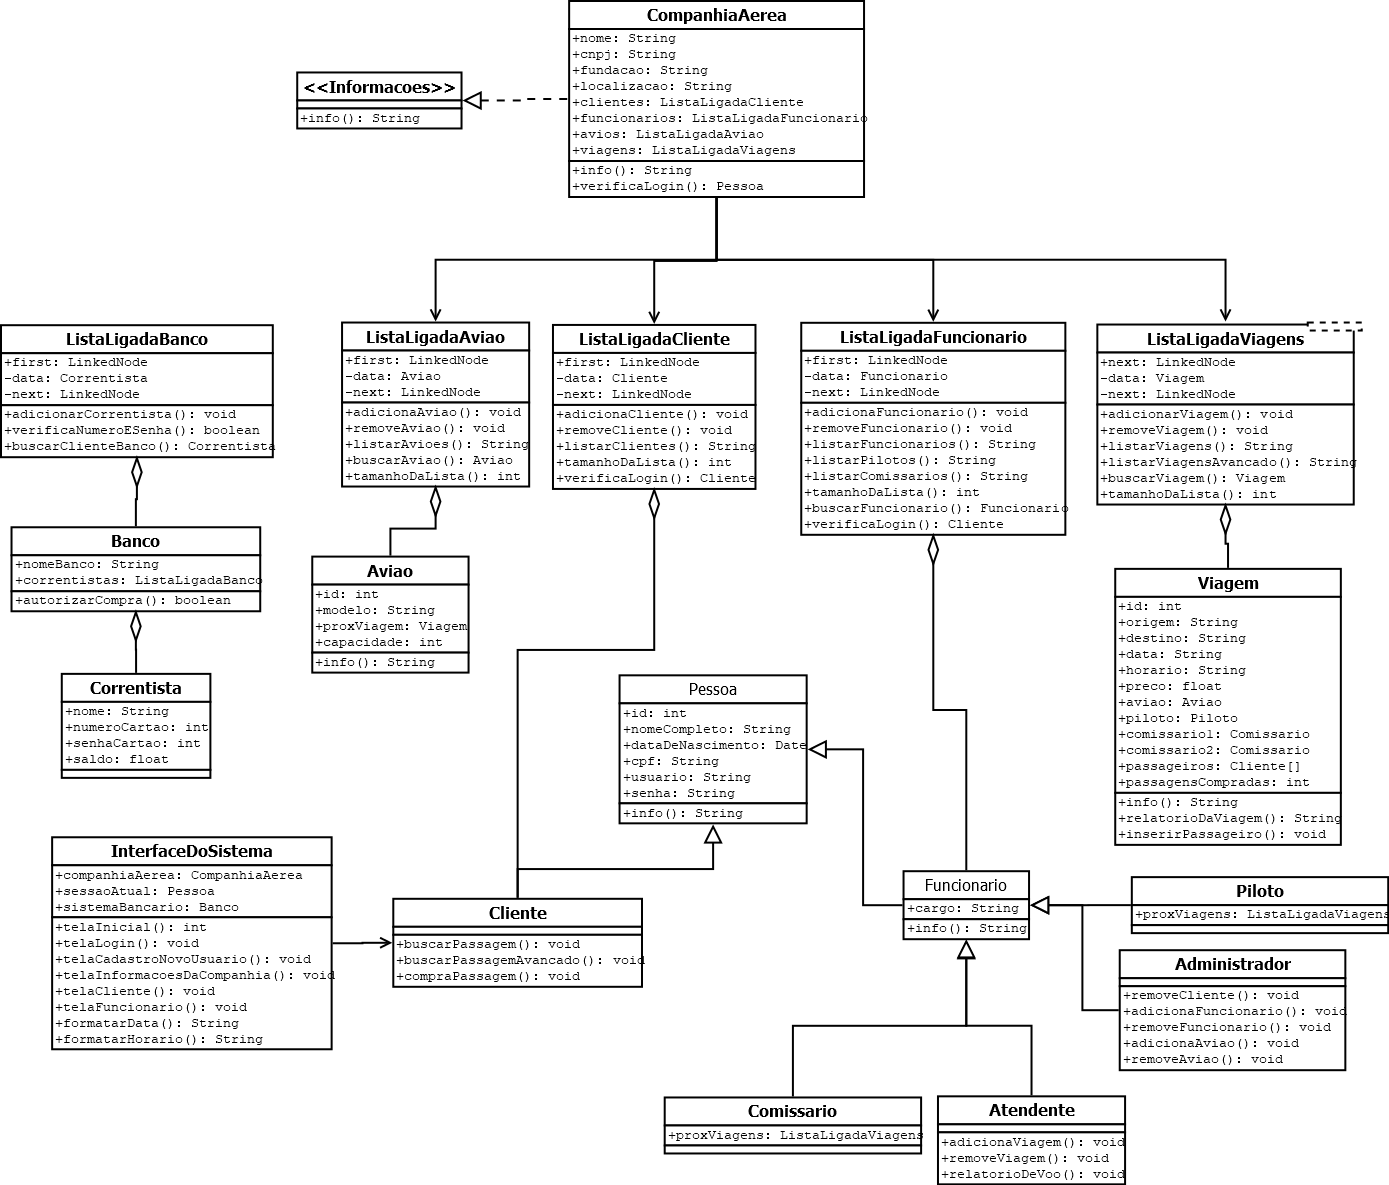 CompanhiaAerea
+nome: String
+cnpj: String
+fundacao: String
+localizacao: String
+clientes: ListaLigadaCliente
+funcionarios: ListaLigadaFuncionario
+avios: ListaLigadaAviao
+viagens: ListaLigadaViagens
+info(): String
+verificaLogin(): Pessoa
<<Informacoes>>
+info(): String
ListaLigadaBanco
+first: LinkedNode
-data: Correntista
-next: LinkedNode
+adicionarCorrentista(): void
+verificaNumeroESenha(): boolean
+buscarClienteBanco(): Correntista
ListaLigadaAviao
+first: LinkedNode
-data: Aviao
-next: LinkedNode
+adicionaAviao(): void
+removeAviao(): void
+listarAvioes(): String
+buscarAviao(): Aviao
+tamanhoDaLista(): int
ListaLigadaCliente
+first: LinkedNode
-data: Cliente
-next: LinkedNode
+adicionaCliente(): void
+removeCliente(): void
+listarClientes(): String
+tamanhoDaLista(): int
+verificaLogin(): Cliente
ListaLigadaFuncionario
+first: LinkedNode
-data: Funcionario
-next: LinkedNode
+adicionaFuncionario(): void
+removeFuncionario(): void
+listarFuncionarios(): String
+listarPilotos(): String
+listarComissarios(): String
+tamanhoDaLista(): int
+buscarFuncionario(): Funcionario
+verificaLogin(): Cliente
ListaLigadaViagens
+next: LinkedNode
-data: Viagem
-next: LinkedNode
+adicionarViagem(): void
+removeViagem(): void
+listarViagens(): String
+listarViagensAvancado(): String
+buscarViagem(): Viagem
+tamanhoDaLista(): int
Banco
+nomeBanco: String
+correntistas: ListaLigadaBanco
+autorizarCompra(): boolean
Aviao
+id: int
+modelo: String
+proxViagem: Viagem
+capacidade: int
+info(): String
Viagem
+id: int
+origem: String
+destino: String
+data: String
+horario: String
+preco: float
+aviao: Aviao
+piloto: Piloto
+comissario1: Comissario
+comissario2: Comissario
+passageiros: Cliente[]
+passagensCompradas: int
+info(): String
+relatorioDaViagem(): String
+inserirPassageiro(): void
Correntista
+nome: String
+numeroCartao: int
+senhaCartao: int
+saldo: float
Pessoa
+id: int
+nomeCompleto: String
+dataDeNascimento: Date
+cpf: String
+usuario: String
+senha: String
+info(): String
InterfaceDoSistema
+companhiaAerea: CompanhiaAerea
+sessaoAtual: Pessoa
+sistemaBancario: Banco
+telaInicial(): int
+telaLogin(): void
+telaCadastroNovoUsuario(): void
+telaInformacoesDaCompanhia(): void
+telaCliente(): void
+telaFuncionario(): void
+formatarData(): String
+formatarHorario(): String
Cliente
+buscarPassagem(): void
+buscarPassagemAvancado(): void
+compraPassagem(): void
Funcionario
+cargo: String
+info(): String
Piloto
+proxViagens: ListaLigadaViagens
Administrador
+removeCliente(): void
+adicionaFuncionario(): void
+removeFuncionario(): void
+adicionaAviao(): void
+removeAviao(): void
Comissario
+proxViagens: ListaLigadaViagens
Atendente
+adicionaViagem(): void
+removeViagem(): void
+relatorioDeVoo(): void